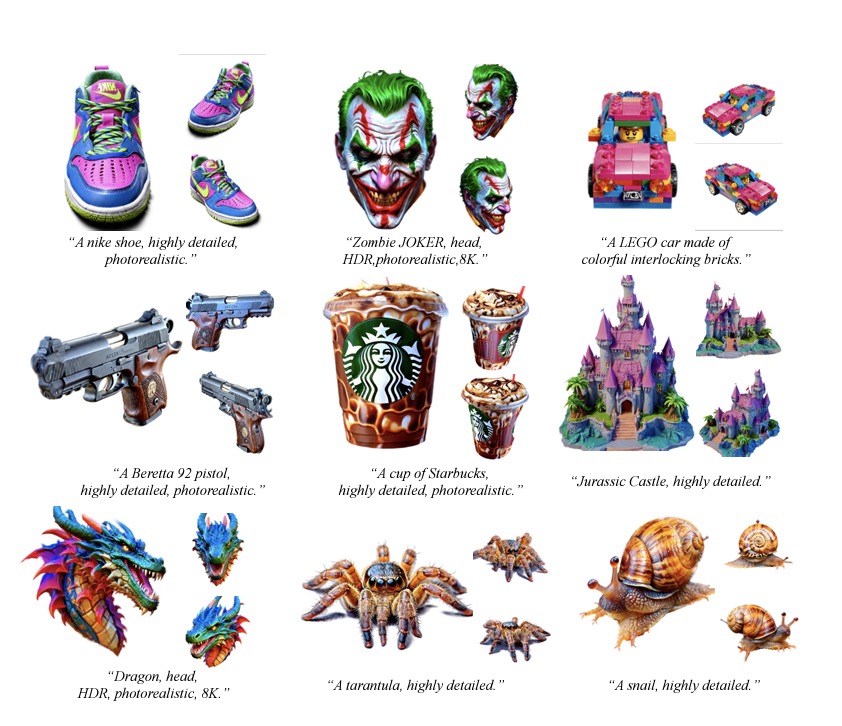 “A nike shoe, highly detailed,
photorealistic.”
“Zombie JOKER, head,
HDR,photorealistic,8K.”
“A LEGO car made of
colorful interlocking bricks.”
“A Beretta 92 pistol,
highly detailed, photorealistic.”
“A cup of Starbucks,
highly detailed, photorealistic.”
“Jurassic Castle, highly detailed.”
“Dragon, head,
HDR, photorealistic, 8K.”
“A tarantula, highly detailed.”
“A snail, highly detailed.”